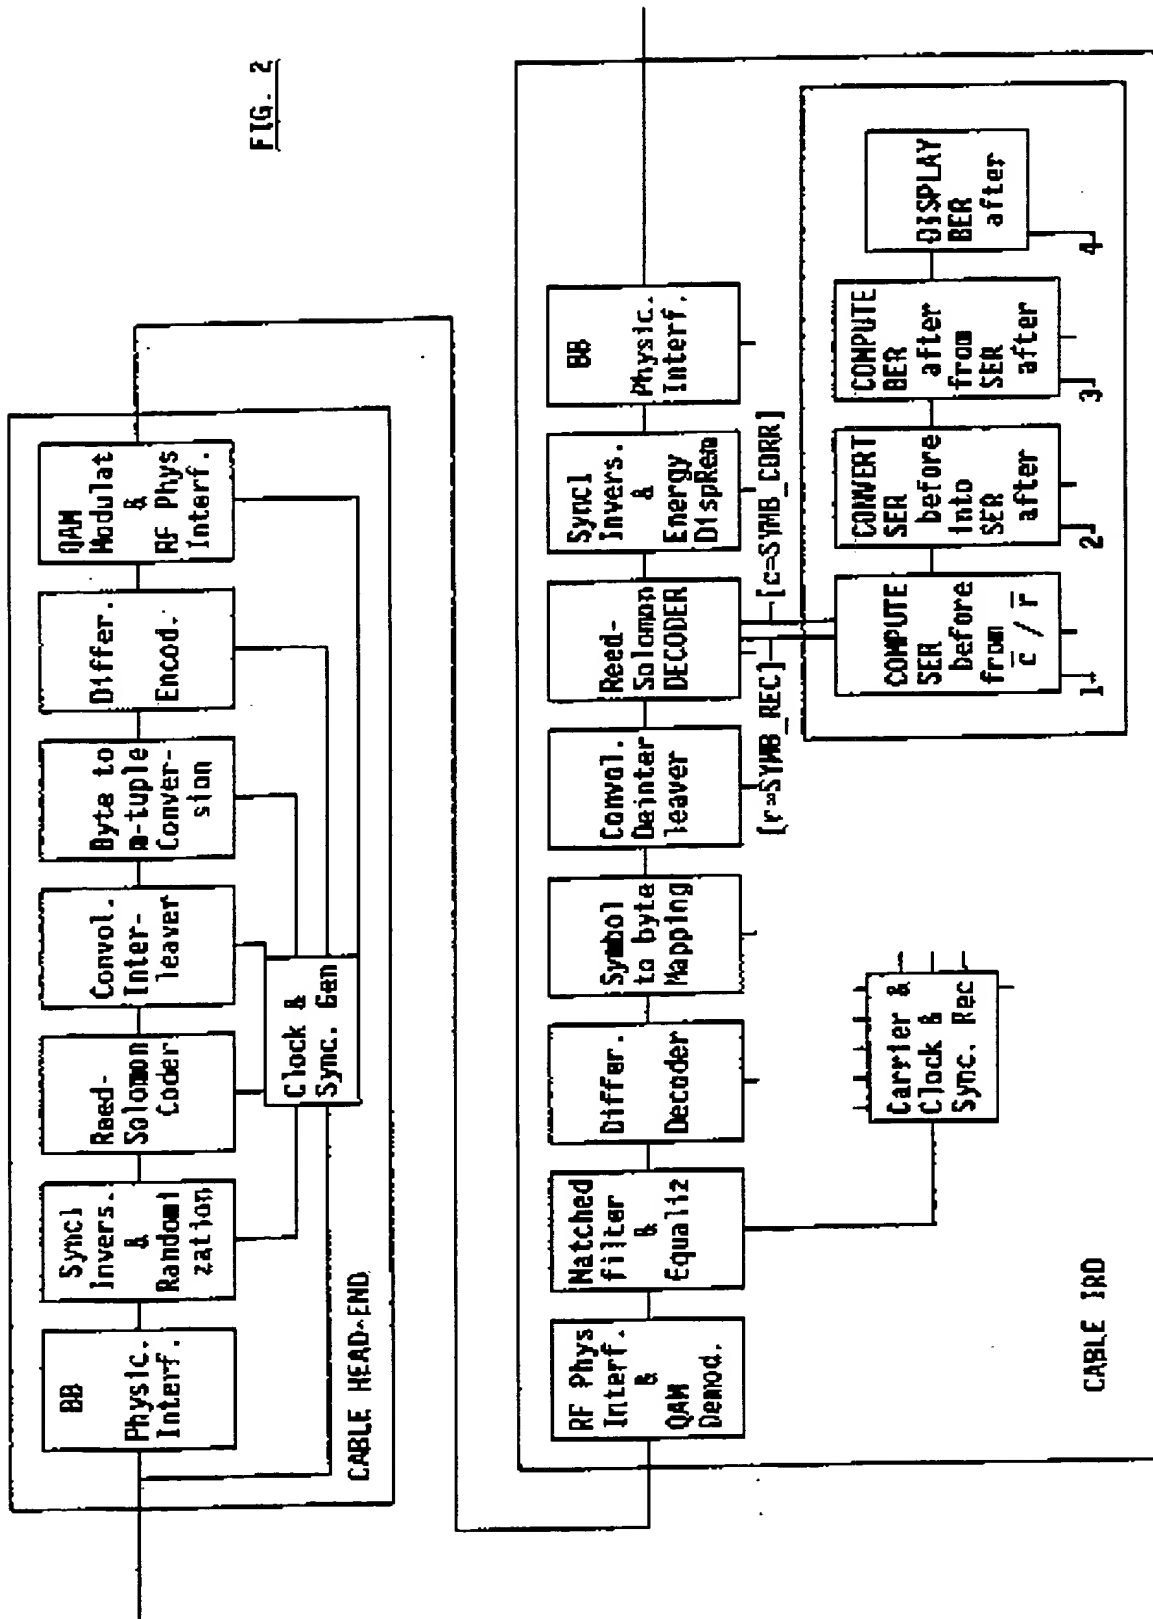 FIG. 2
BB
Physic.
Interf.
Sync1
Invers.
&
Randomi
zation
Reed-
Solomon
Coder
Convol.
Inter-
leaver
Byte to
m-tuple
Conver-
sion
Differ.
Encod.
QAM
Modulat
&
RF Phys
Interf.
Clock &
Sync. Gen
CABLE HEAD-END
RF Phys
Interf.
&
QAM
Demod.
Matched
filter
&
Equaliz
Differ.
Decoder
Symbol
to byte
Mapping
Convol.
Deinter
leaver
Reed-
Solomon
DECODER
Sync1
Invers.
&
Energy
DispRem
BB
Physic.
Interf.
[r=SYMB_REC]
[c=SYMB_CORR]
Carrier &
Clock &
Sync. Rec
COMPUTE
SER
before
from
c / r
1
CONVERT
SER
before
into
SER
after
2
COMPUTE
BER
after
from
SER
after
3
DISPLAY
BER
after
4
CABLE IRD